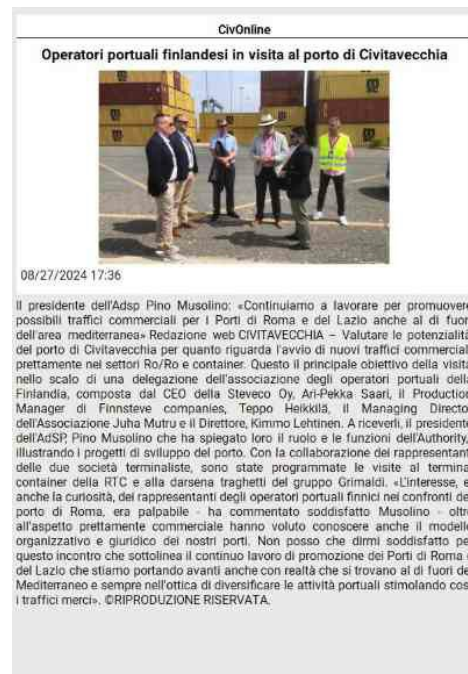 CivOnline
Operatori portuali finlandesi in visita al porto di Civitavecchia
08/27/2024 17:36
Il presidente dell'Adsp Pino Musolino: «Continuiamo a lavorare per promuovere
possibili traffici commerciali per i Porti di Roma e del Lazio anche al di fuori
dell'area mediterranea» Redazione web CIVITAVECCHIA – Valutare le potenzialità
del porto di Civitavecchia per quanto riguarda l'avvio di nuovi traffici commerciali
prettamente nei settori Ro/Ro e container. Questo il principale obiettivo della visita
nello scalo di una delegazione dell'associazione degli operatori portuali della
Finlandia, composta dal CEO della Steveco Oy, Ari-Pekka Saari, il Production
Manager di Finnsteve companies, Teppo Heikkilä, il Managing Director
dell'Associazione Juha Mutru e il Direttore, Kimmo Lehtinen. A riceverli, il presidente
dell'AdSP, Pino Musolino che ha spiegato loro il ruolo e le funzioni dell'Authority,
illustrando i progetti di sviluppo del porto. Con la collaborazione dei rappresentanti
delle due società terminaliste, sono state programmate le visite al terminal
container della RTC e alla darsena traghetti del gruppo Grimaldi. «L'interesse, e
anche la curiosità, dei rappresentanti degli operatori portuali finnici nei confronti del
porto di Roma, era palpabile - ha commentato soddisfatto Musolino - oltre
all'aspetto prettamente commerciale hanno voluto conoscere anche il modello
organizzativo e giuridico dei nostri porti. Non posso che dirmi soddisfatto per
questo incontro che sottolinea il continuo lavoro di promozione dei Porti di Roma e
del Lazio che stiamo portando avanti anche con realtà che si trovano al di fuori del
Mediterraneo e sempre nell'ottica di diversificare le attività portuali stimolando così
i traffici merci». ©RIPRODUZIONE RISERVATA.